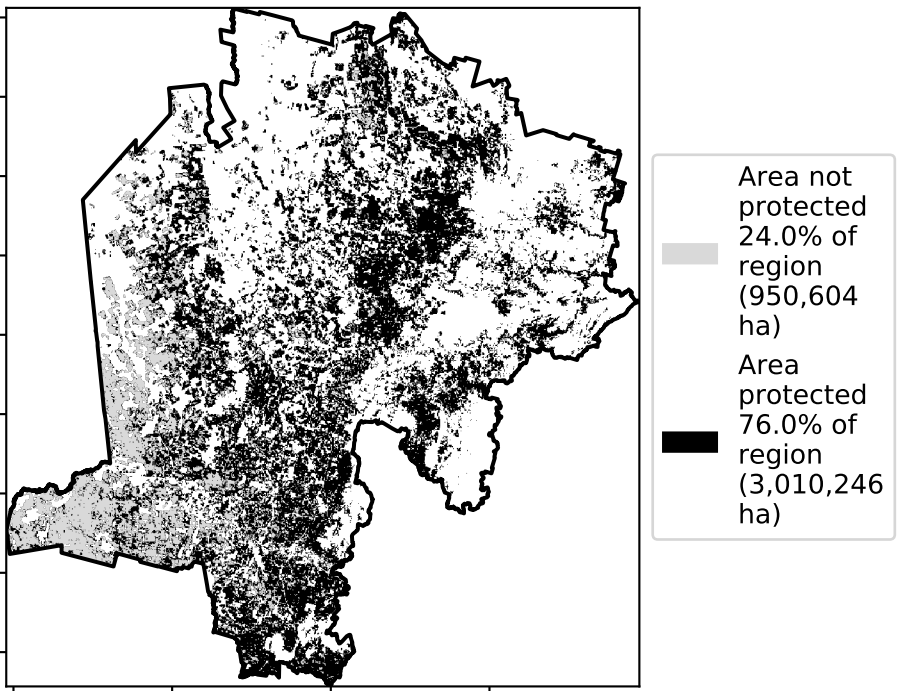 Area not
protected
24.0% of
region
(950,604
ha)
Area
protected
76.0% of
region
(3,010,246
ha)